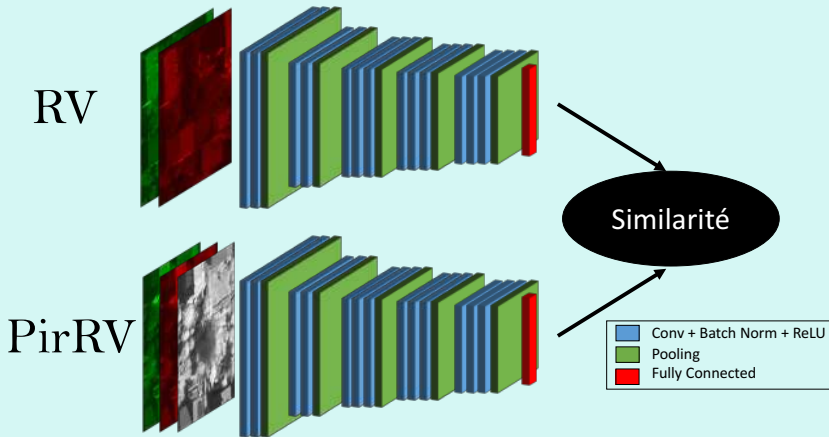 RV
Similarité
PirRV
Conv + Batch Norm + ReLU
Pooling
Fully Connected